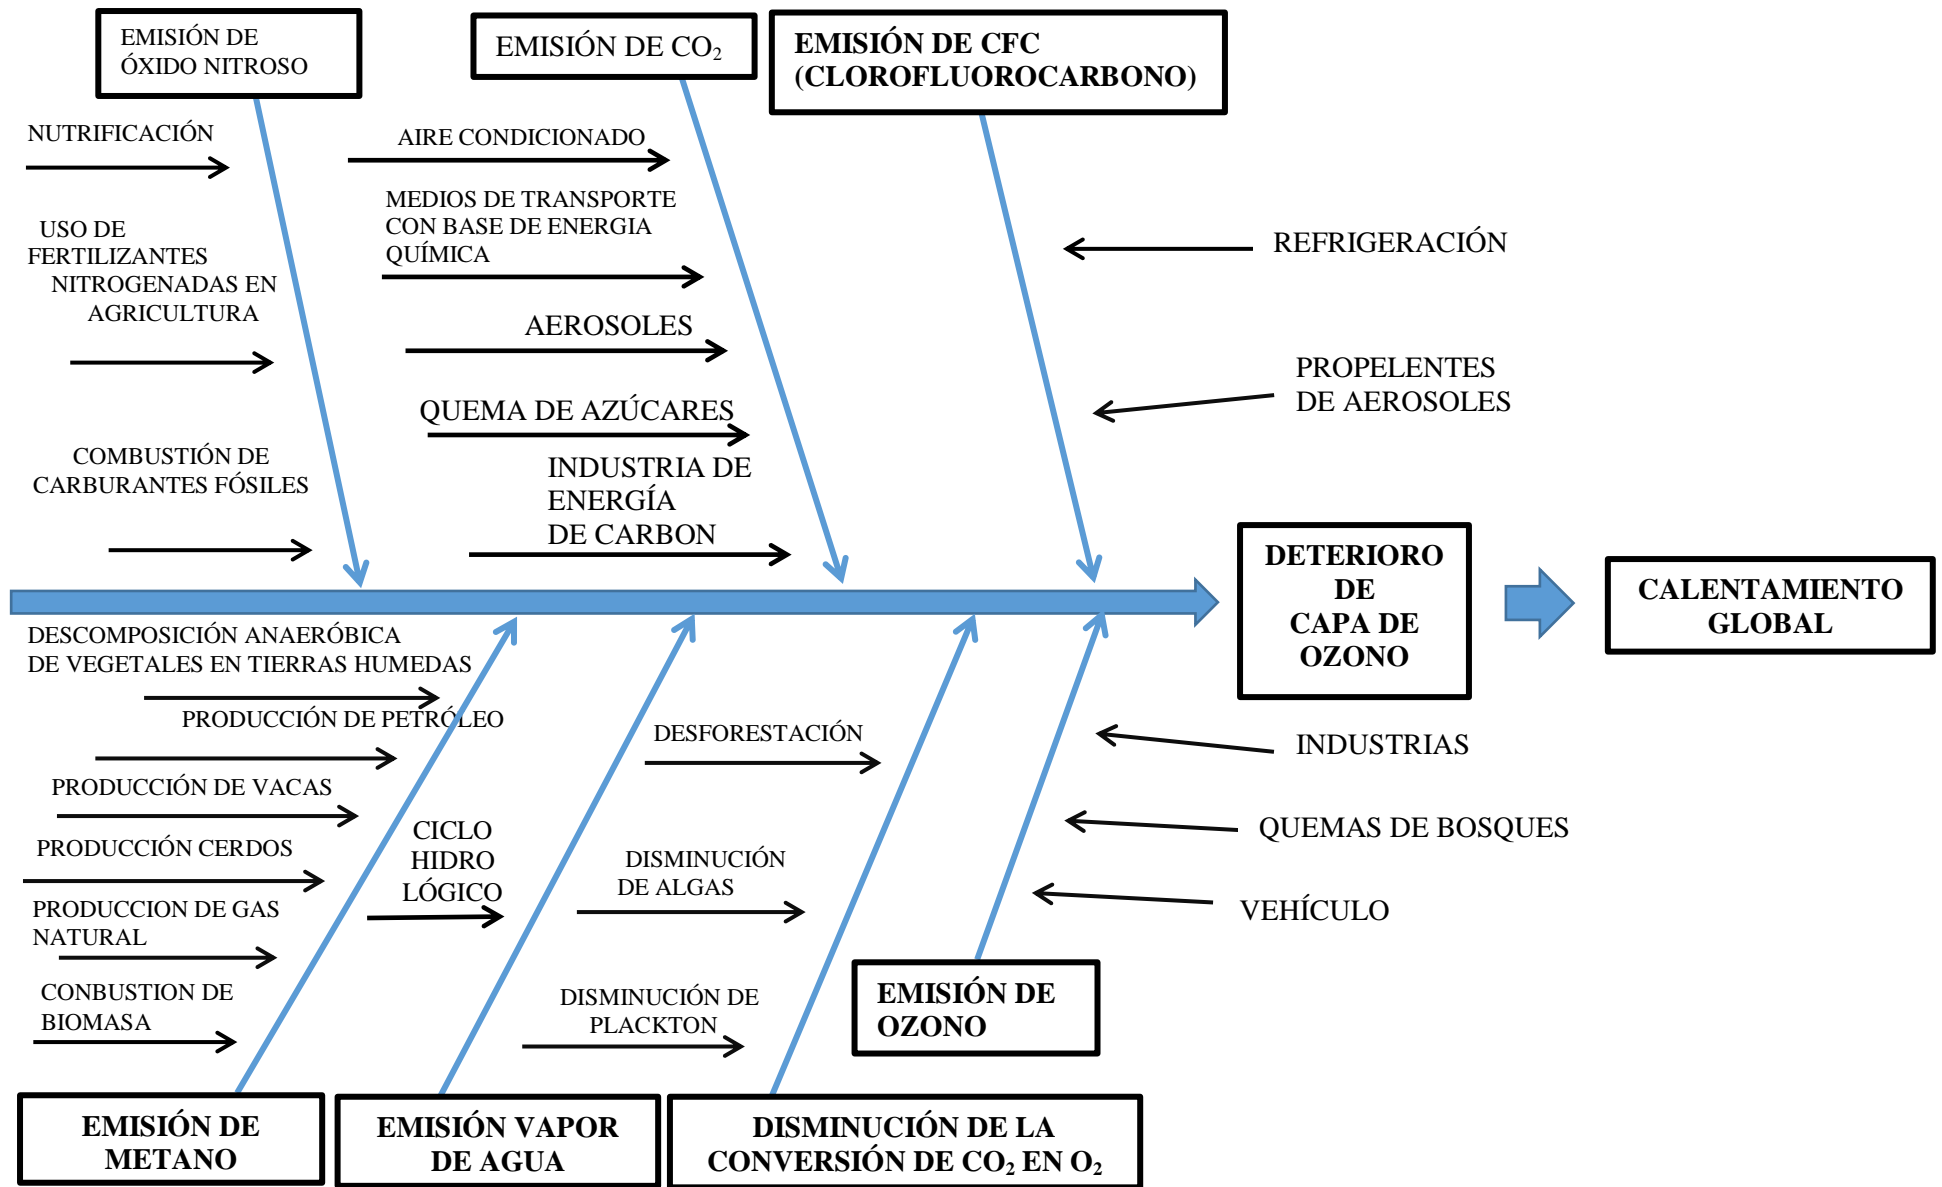 EMISIÓN DE
ÓXIDO NITROSO
EMISIÓN DE CO₂
EMISIÓN DE CFC
(CLOROFLUOROCARBONO)
NUTRIFICACIÓN
USO DE
FERTILIZANTES
NITROGENADAS EN
AGRICULTURA
COMBUSTIÓN DE
CARBURANTES FÓSILES
AIRE CONDICIONADO
MEDIOS DE TRANSPORTE
CON BASE DE ENERGIA
QUÍMICA
AEROSOLES
QUEMA DE AZÚCARES
INDUSTRIA DE
ENERGÍA
DE CARBON
REFRIGERACIÓN
PROPELENTES
DE AEROSOLES
DETERIORO
DE
CAPA DE
OZONO
CALENTAMIENTO
GLOBAL
DESCOMPOSICIÓN ANAERÓBICA
DE VEGETALES EN TIERRAS HUMEDAS
PRODUCCIÓN DE PETRÓLEO
PRODUCCIÓN DE VACAS
PRODUCCIÓN CERDOS
PRODUCCION DE GAS
NATURAL
CONBUSTION DE
BIOMASA
CICLO
HIDRO
LÓGICO
DESFORESTACIÓN
DISMINUCIÓN
DE ALGAS
DISMINUCIÓN DE
PLACKTON
INDUSTRIAS
QUEMAS DE BOSQUES
VEHÍCULO
EMISIÓN DE
OZONO
EMISIÓN DE
METANO
EMISIÓN VAPOR
DE AGUA
DISMINUCIÓN DE LA
CONVERSIÓN DE CO₂ EN O₂